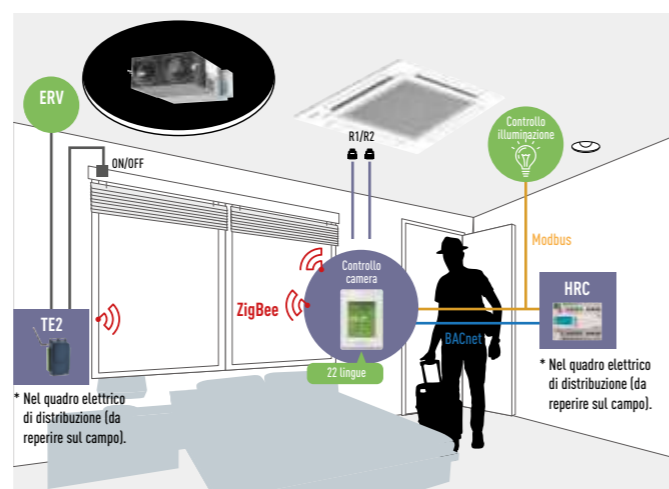 ERV
ON/OFF
R1/R2
Controllo
illuminazione
Modbus
Controllo
camera
ZigBee
22 lingue
BACnet
HRC
TE2
* Nel quadro elettrico
di distribuzione (da
reperire sul campo).
* Nel quadro elettrico
di distribuzione (da
reperire sul campo).